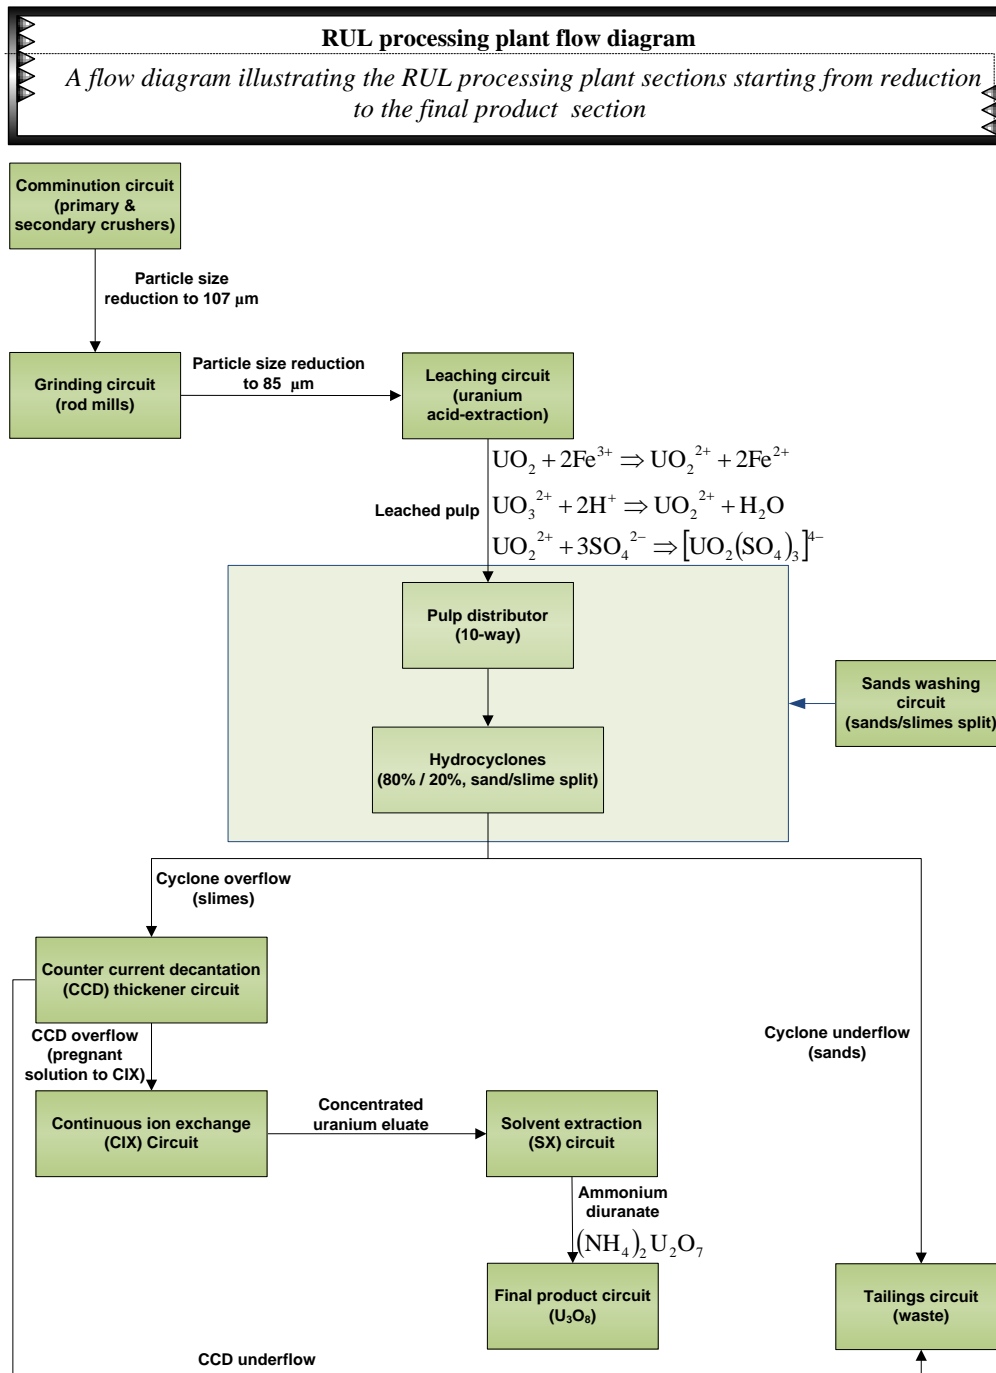 RUL processing plant flow diagram
A flow diagram illustrating the RUL processing plant sections starting from reduction
to the final product section
Comminution circuit
(primary &
secondary crushers)
Particle size
reduction to 107 µm
Grinding circuit
(rod mills)
Particle size reduction
to 85 µm
Leaching circuit
(uranium
acid-extraction)
Leached pulp
UO₂ + 2Fe³⁺ ⇒ UO₂²⁺ + 2Fe²⁺
UO₃²⁺ + 2H⁺ ⇒ UO₂²⁺ + H₂O
UO₂²⁺ + 3SO₄²⁻ ⇒ [UO₂(SO₄)₃]⁴⁻
Pulp distributor
(10-way)
Sands washing
circuit
(sands/slimes split)
Hydrocyclones
(80% / 20%, sand/slime split)
Cyclone overflow
(slimes)
Counter current decantation
(CCD) thickener circuit
Cyclone underflow
(sands)
CCD overflow
(pregnant
solution to CIX)
Continuous ion exchange
(CIX) Circuit
Concentrated
uranium eluate
Solvent extraction
(SX) circuit
Ammonium
diuranate
(NH₄)₂U₂O₇
Final product circuit
(U₃O₈)
Tailings circuit
(waste)
CCD underflow